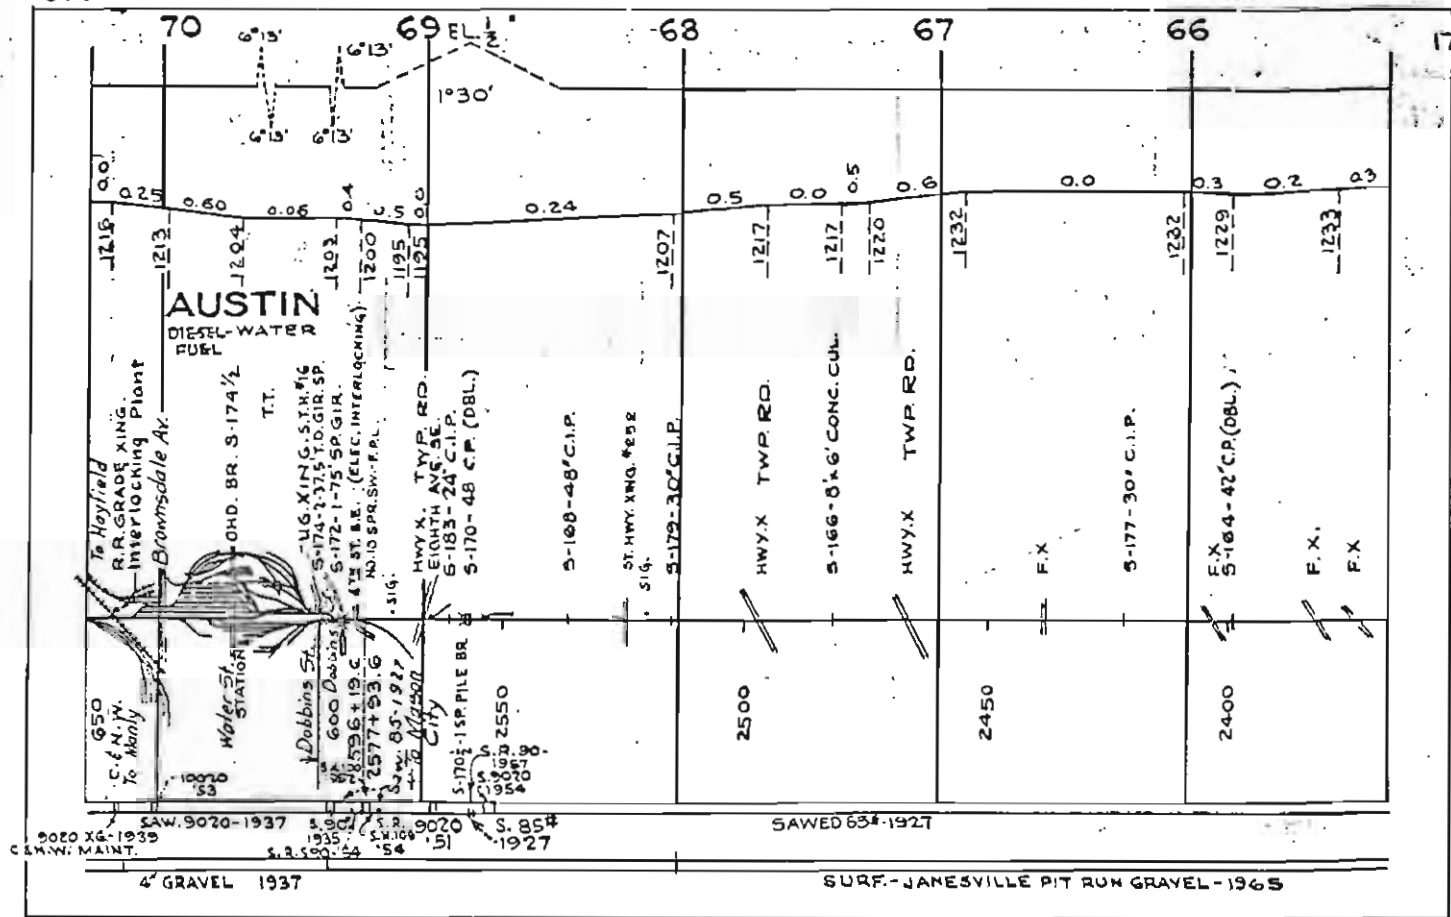 70
69
EL. ½"
68
67
66
17
6°13'
6°13'
6°13'
6°13'
1°30'
0.0
0.25
0.60
0.06
0.4
0.5
0.0
0.24
0.5
0.0
0.5
0.6
0.0
0.3
0.2
0.3
1216
1213
1204
1203
1200
1195
1195
1207
1217
1217
1220
1232
1232
1229
1233
AUSTIN
DIESEL-WATER
FUEL
To Hayfield
R.R. GRADE XING.
Interlocking Plant
Brownsdale Av.
OHD. BR. S-174½
T.T.
U.G. XING. S.T.H. #16
S-174-2-37.5' T.D. GIR. SP.
S-172-1-75' SP. GIR.
4TH ST. S.E. (ELEC. INTERLOCKING)
NO. 10 SPR. SW.-F.P.L.
SIG.
HWY X. TWP. RD.
EIGHTH AVE. SE.
S-183-24" C.I.P.
S-170-48 C.P. (DBL.)
S-168-48" C.I.P.
ST. HWY. XING. #252
SIG.
S-179-30" C.I.P.
HWY.X TWP. RD.
S-166-8'x6' CONC. CUL.
HWY.X TWP. RD.
F.X
S-177-30" C.I.P.
F.X
S-164-42" C.P. (DBL.)
F.X.
F.X
650
C. & N.W.
To Manly
Water St.
STATION
Dobbins St.
600 Dobbins
2596+19.6
2577+93.6
SJW. 85-1927
To Mason
City
S-170½-1 SP. PILE BR
2550
2500
2450
2400
10020
'53
S.R. 90-
1957
S. 9020
1954
9020 XG-1939
C. & N.W. MAINT.
SAW. 9020-1937
S. 90
1935
S.R. S90-'54
S.R.
'54
9020
'51
S. 85#
-1927
SAWED 85#-1927
4" GRAVEL 1937
SURF.-JANESVILLE PIT RUN GRAVEL-1965